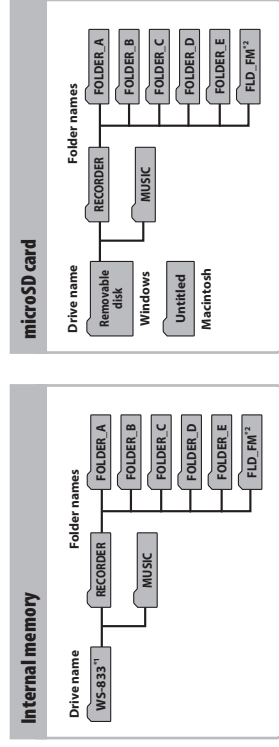 Internal memory
Drive name
Folder names
WS-833*1
RECORDER
MUSIC
FOLDER_A
FOLDER_B
FOLDER_C
FOLDER_D
FOLDER_E
FLD_FM*2
microSD card
Drive name
Folder names
Removable
disk
Windows
Untitled
Macintosh
RECORDER
MUSIC
FOLDER_A
FOLDER_B
FOLDER_C
FOLDER_D
FOLDER_E
FLD_FM*2